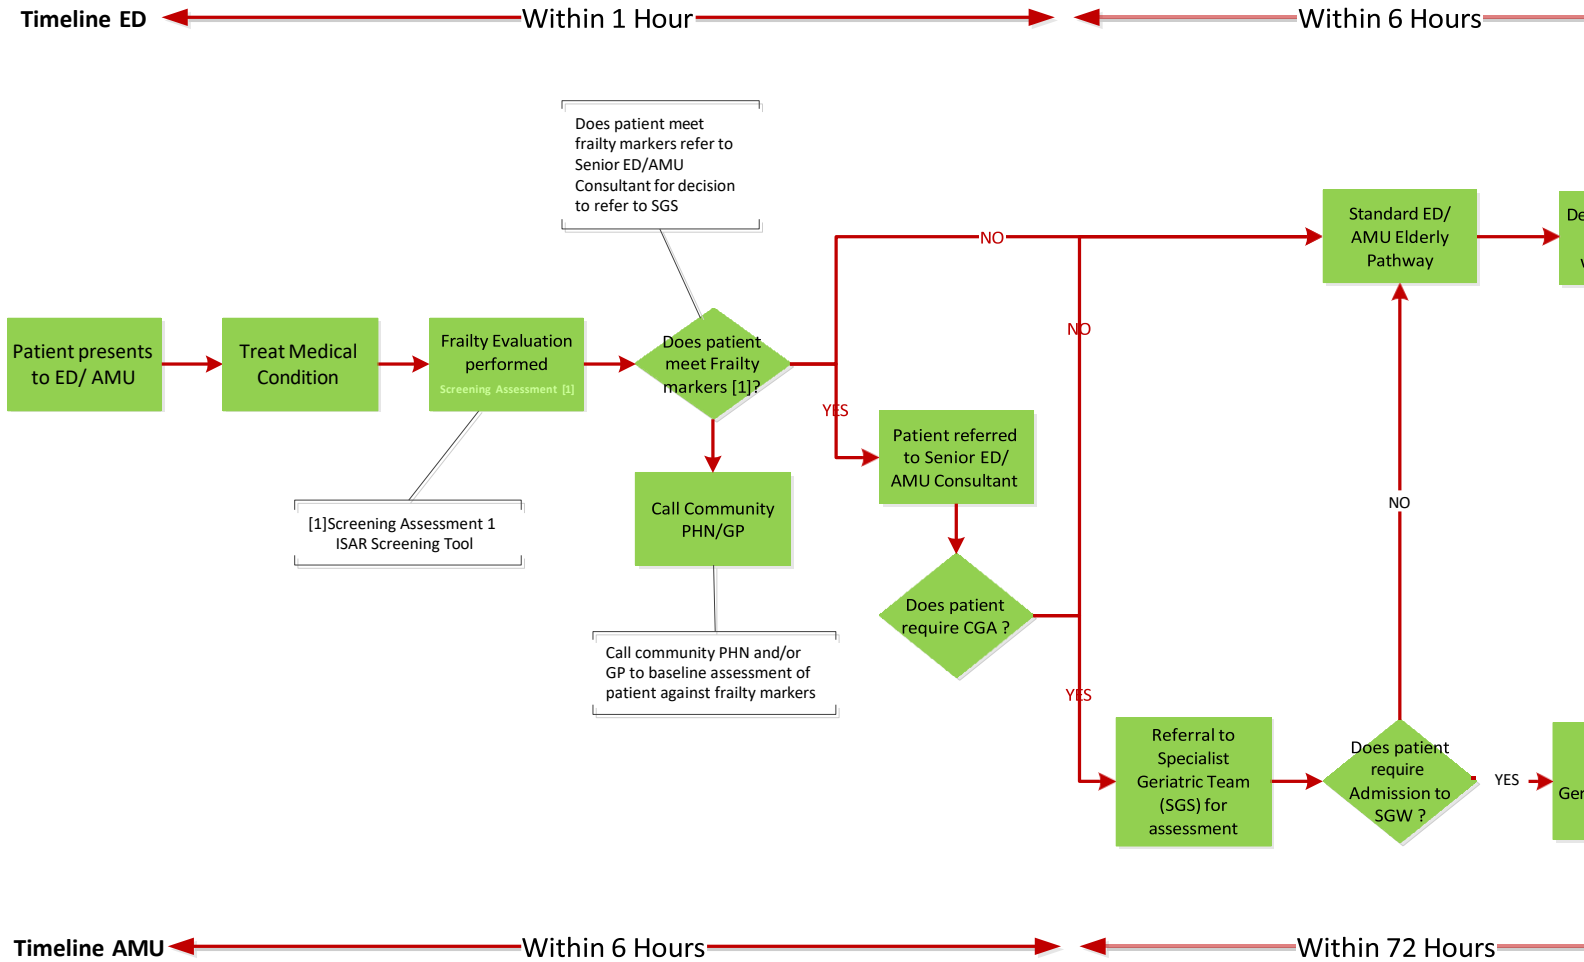 Timeline ED
Within 1 Hour
Within 6 Hours
Does patient meet
frailty markers refer to
Senior ED/AMU
Consultant for decision
to refer to SGS
Standard ED/
AMU Elderly
Pathway
De
w
NO
NO
Patient presents
to ED/ AMU
Treat Medical
Condition
Frailty Evaluation
performed
Screening Assessment [1]
Does patient
meet Frailty
markers [1]?
YES
Patient referred
to Senior ED/
AMU Consultant
[1]Screening Assessment 1
ISAR Screening Tool
Call Community
PHN/GP
NO
Does patient
require CGA ?
Call community PHN and/or
GP to baseline assessment of
patient against frailty markers
YES
Referral to
Specialist
Geriatric Team
(SGS) for
assessment
Does patient
require
Admission to
SGW ?
YES
Ger
Timeline AMU
Within 6 Hours
Within 72 Hours